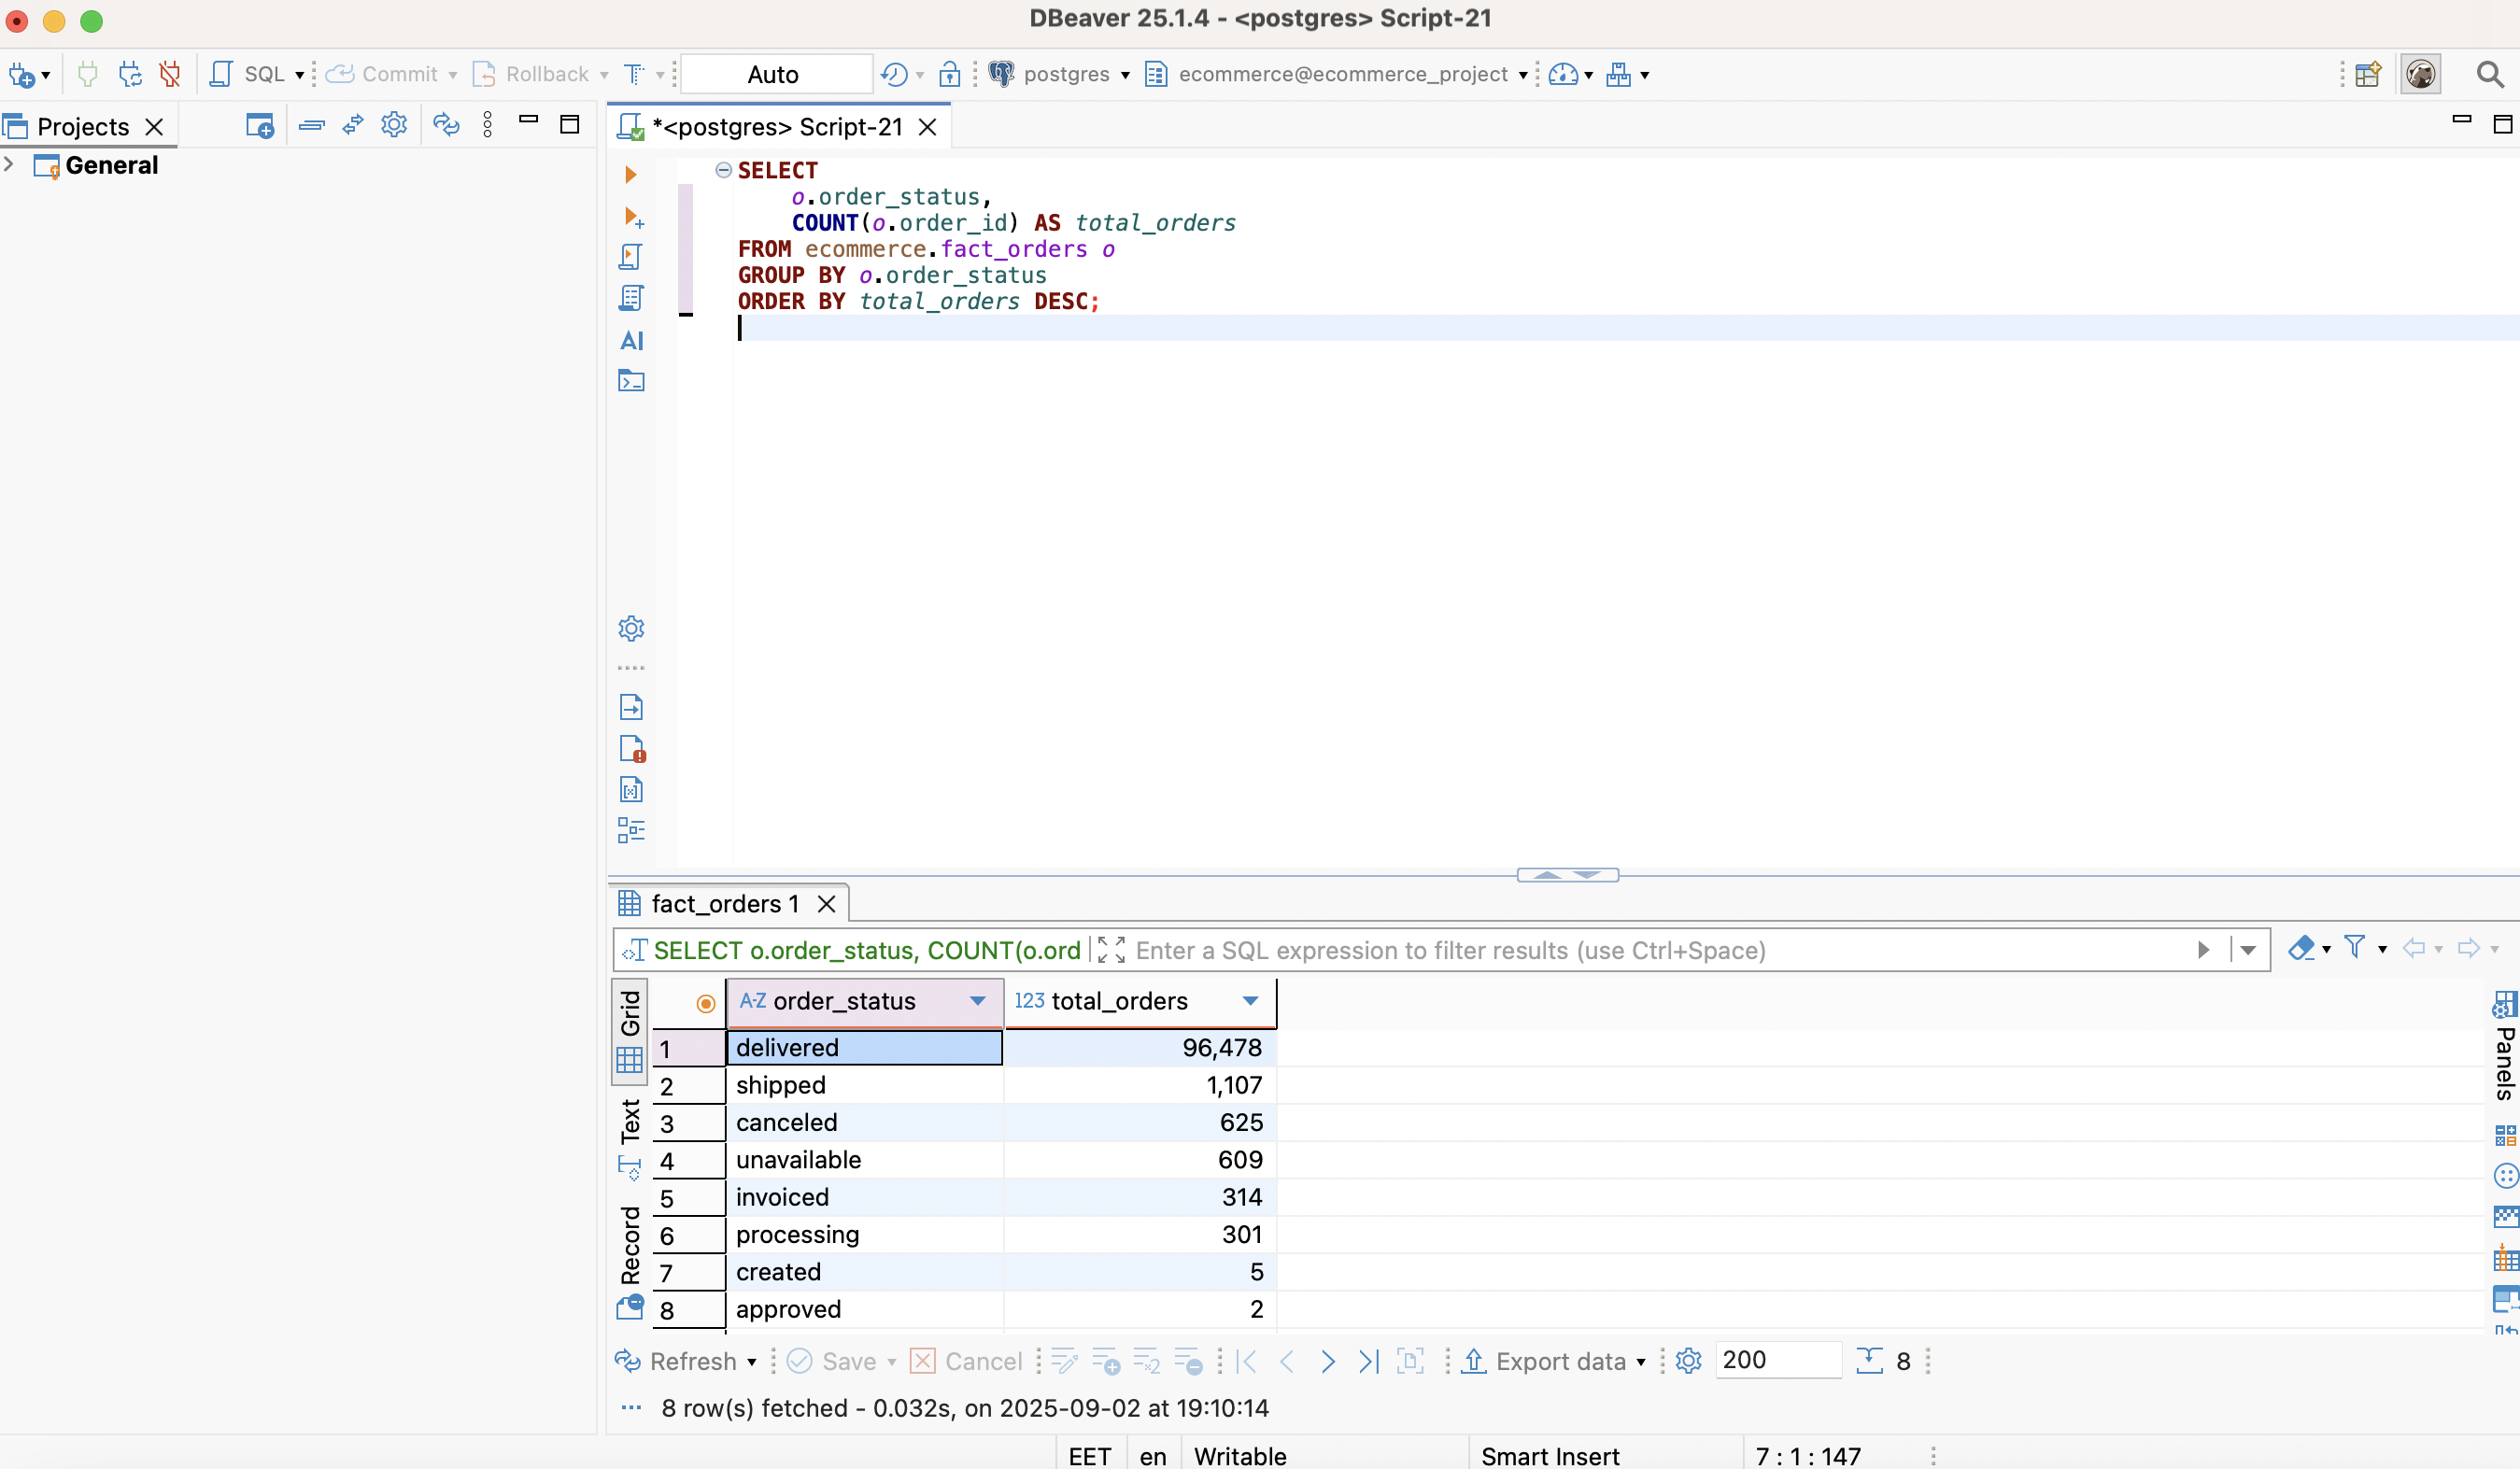 DBeaver 25.1.4 - <postgres> Script-21
SQL Commit Rollback Auto postgres ecommerce@ecommerce_project
Projects
General
*<postgres> Script-21
SELECT
o.order_status,
COUNT(o.order_id) AS total_orders
FROM ecommerce.fact_orders o
GROUP BY o.order_status
ORDER BY total_orders DESC;
AI
fact_orders 1
SELECT o.order_status, COUNT(o.ord Enter a SQL expression to filter results (use Ctrl+Space)
Grid
Text
Record
A-Z order_status 123 total_orders
1 delivered 96,478
2 shipped 1,107
3 canceled 625
4 unavailable 609
5 invoiced 314
6 processing 301
7 created 5
8 approved 2
Panels
Refresh Save Cancel Export data 200 8
8 row(s) fetched - 0.032s, on 2025-09-02 at 19:10:14
EET en Writable Smart Insert 7 : 1 : 147